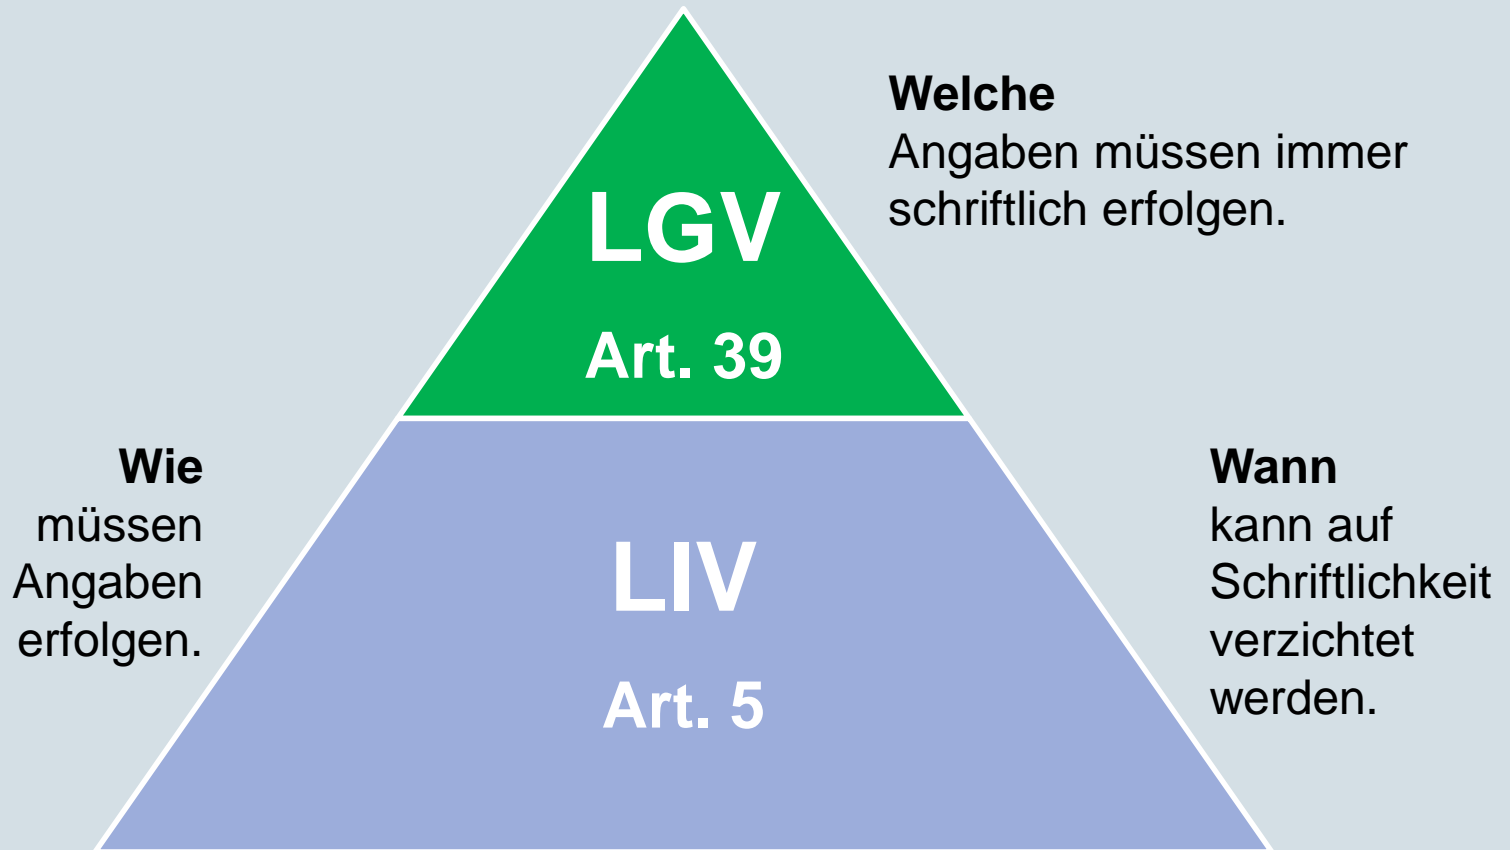 Welche
Angaben müssen immer
schriftlich erfolgen.
LGV
Art. 39
Wie
müssen
Angaben
erfolgen.
LIV
Art. 5
Wann
kann auf
Schriftlichkeit
verzichtet
werden.